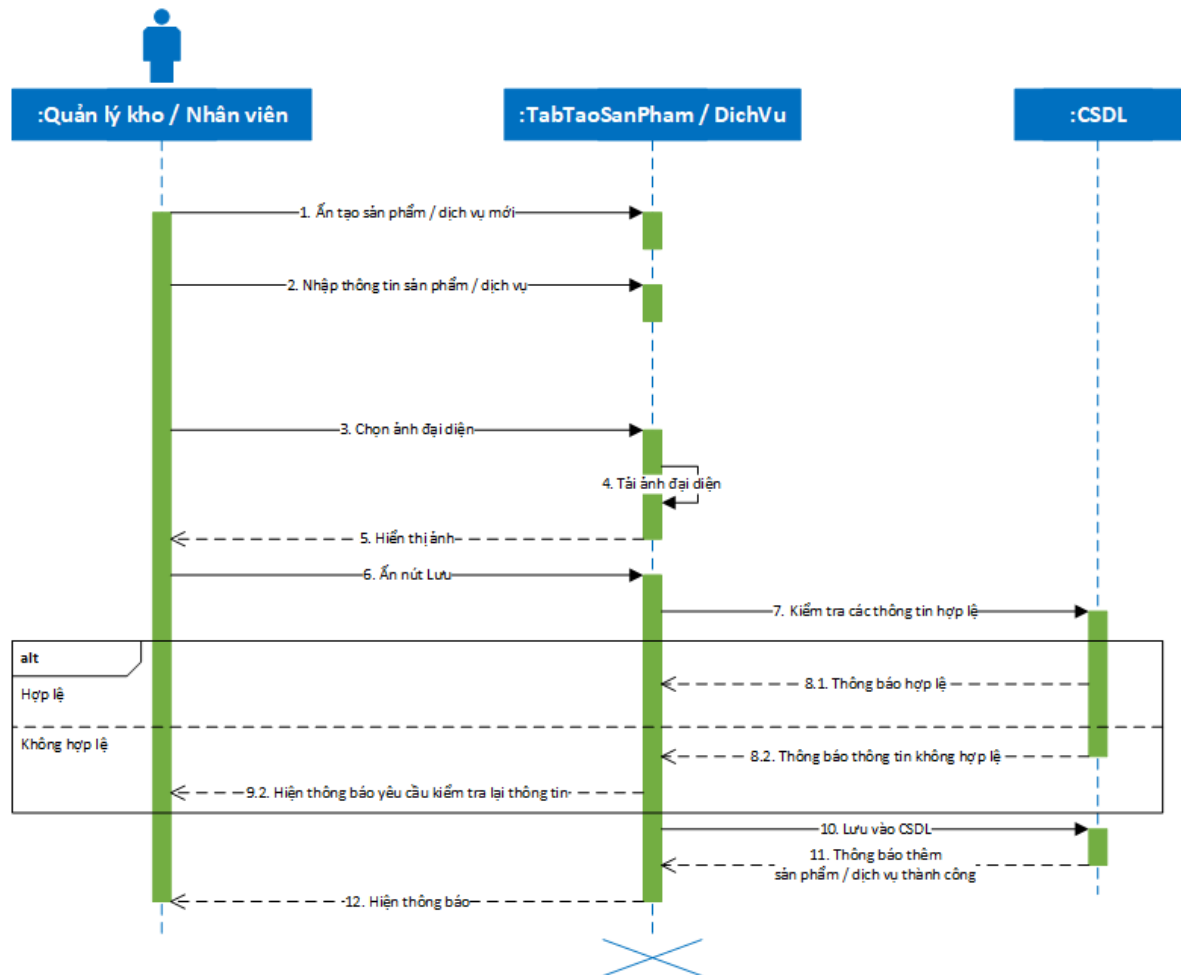 :Quản lý kho / Nhân viên
:TabTaoSanPham / DichVu
:CSDL
1. Ấn tạo sản phẩm / dịch vụ mới
2. Nhập thông tin sản phẩm / dịch vụ
3. Chọn ảnh đại diện
4. Tải ảnh đại diện
5. Hiển thị ảnh
6. Ấn nút Lưu
7. Kiểm tra các thông tin hợp lệ
alt
Hợp lệ
8.1. Thông báo hợp lệ
Không hợp lệ
8.2. Thông báo thông tin không hợp lệ
9.2. Hiện thông báo yêu cầu kiểm tra lại thông tin
10. Lưu vào CSDL
11. Thông báo thêm
sản phẩm / dịch vụ thành công
12. Hiện thông báo